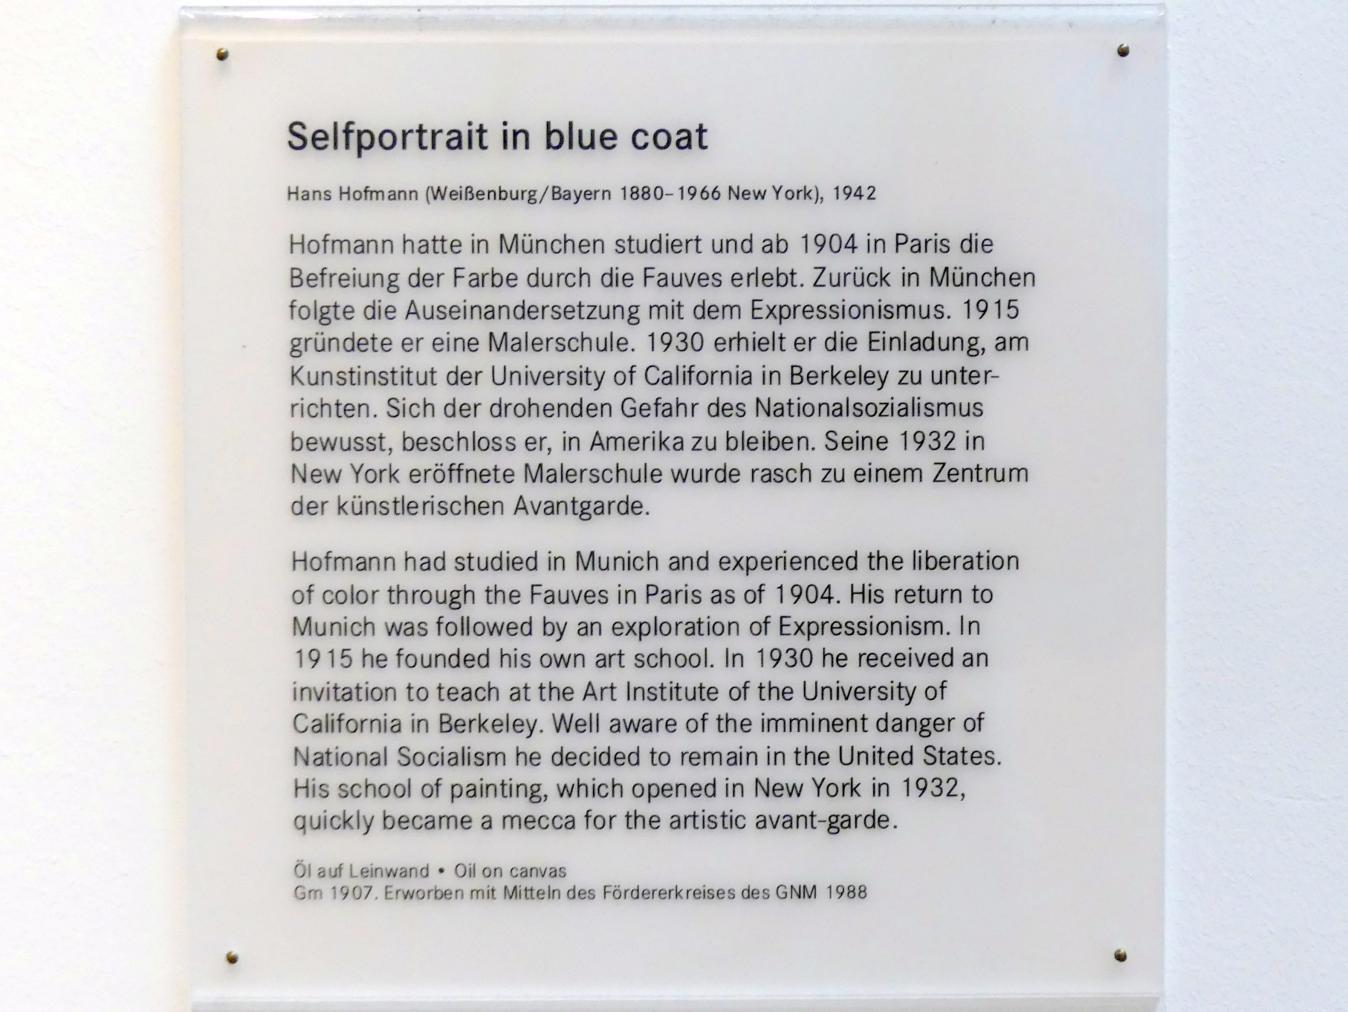 Selfportrait in blue coat
Hans Hofmann (Weißenburg/Bayern 1880–1966 New York), 1942
Hofmann hatte in München studiert und ab 1904 in Paris die
Befreiung der Farbe durch die Fauves erlebt. Zurück in München
folgte die Auseinandersetzung mit dem Expressionismus. 1915
gründete er eine Malerschule. 1930 erhielt er die Einladung, am
Kunstinstitut der University of California in Berkeley zu unter-
richten. Sich der drohenden Gefahr des Nationalsozialismus
bewusst, beschloss er, in Amerika zu bleiben. Seine 1932 in
New York eröffnete Malerschule wurde rasch zu einem Zentrum
der künstlerischen Avantgarde.
Hofmann had studied in Munich and experienced the liberation
of color through the Fauves in Paris as of 1904. His return to
Munich was followed by an exploration of Expressionism. In
1915 he founded his own art school. In 1930 he received an
invitation to teach at the Art Institute of the University of
California in Berkeley. Well aware of the imminent danger of
National Socialism he decided to remain in the United States.
His school of painting, which opened in New York in 1932,
quickly became a mecca for the artistic avant-garde.
Öl auf Leinwand • Oil on canvas
Gm 1907. Erworben mit Mitteln des Fördererkreises des GNM 1988